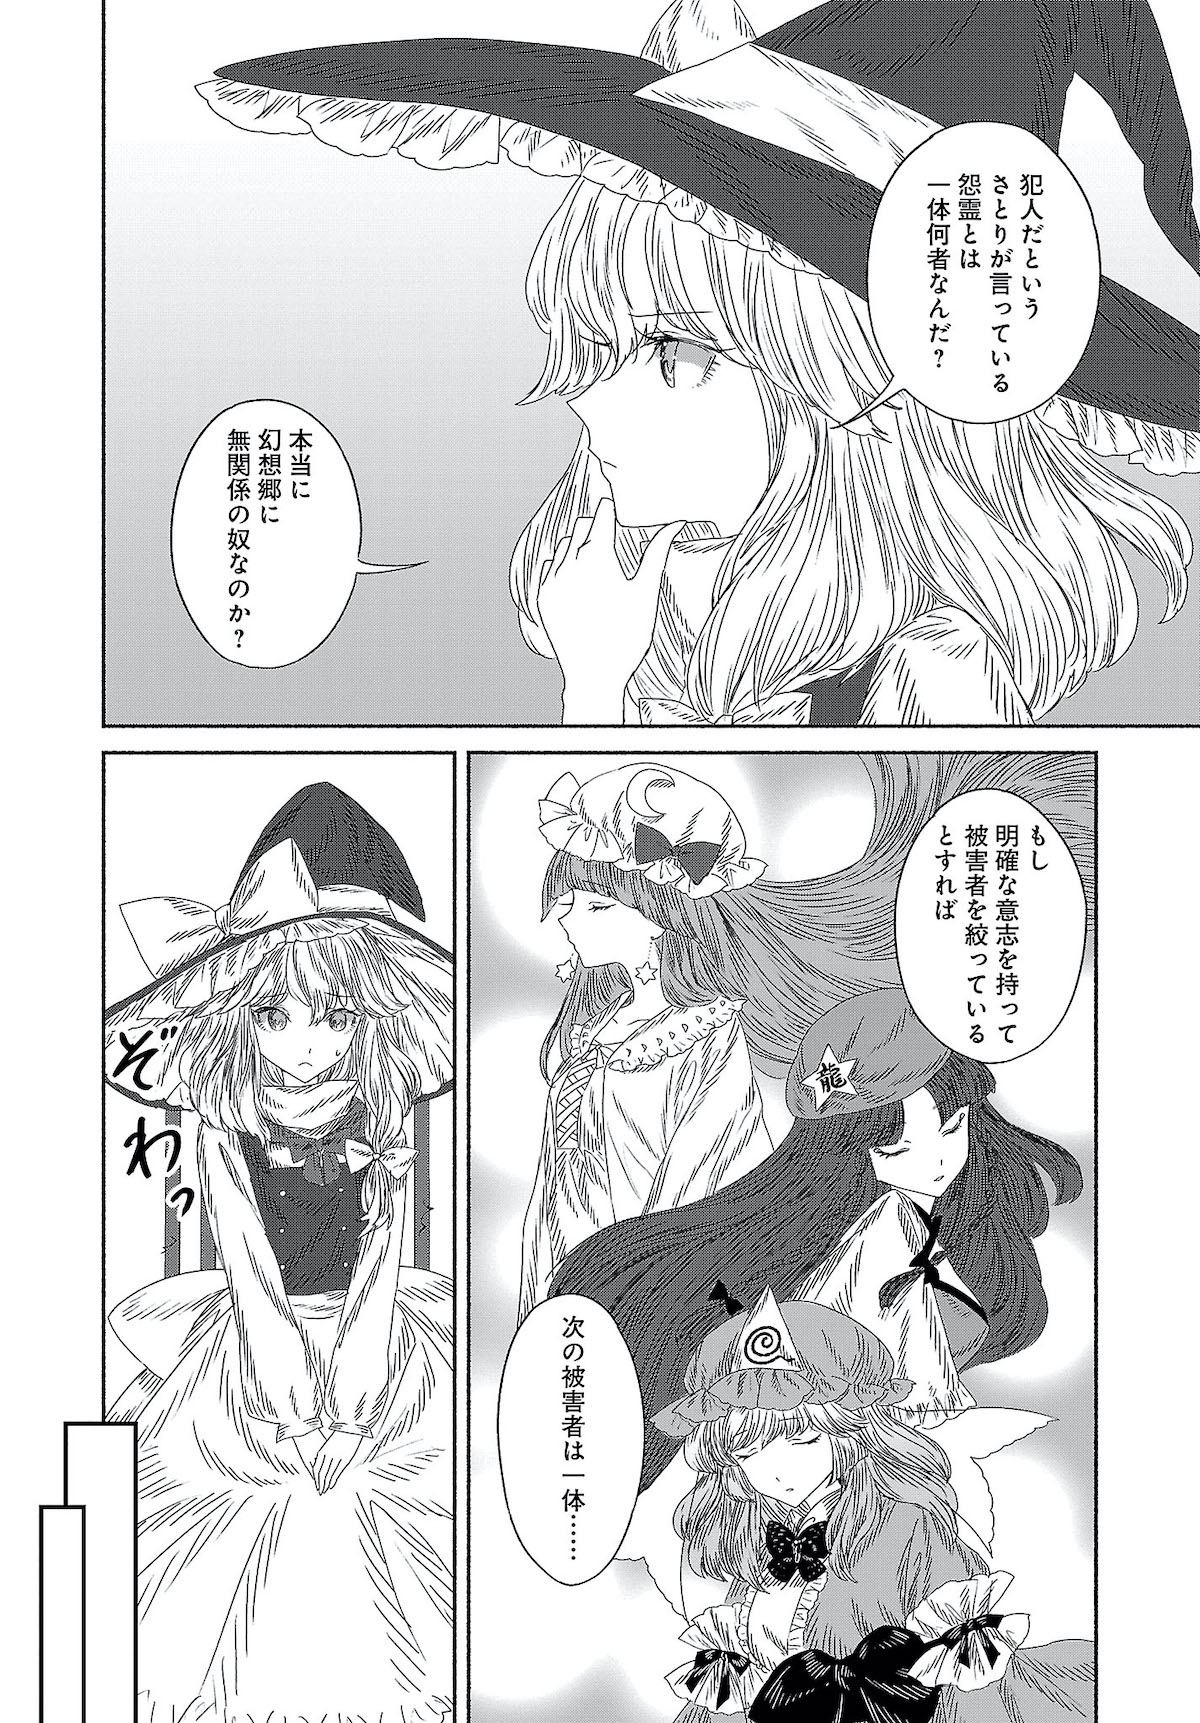 犯人だという
さとりが言っている
怨霊とは
一体何者なんだ?
本当に
幻想郷に
無関係の奴なのか?
もし
明確な意志を持って
被害者を絞っている
とすれば
龍
次の被害者は一体……
ぞわっ